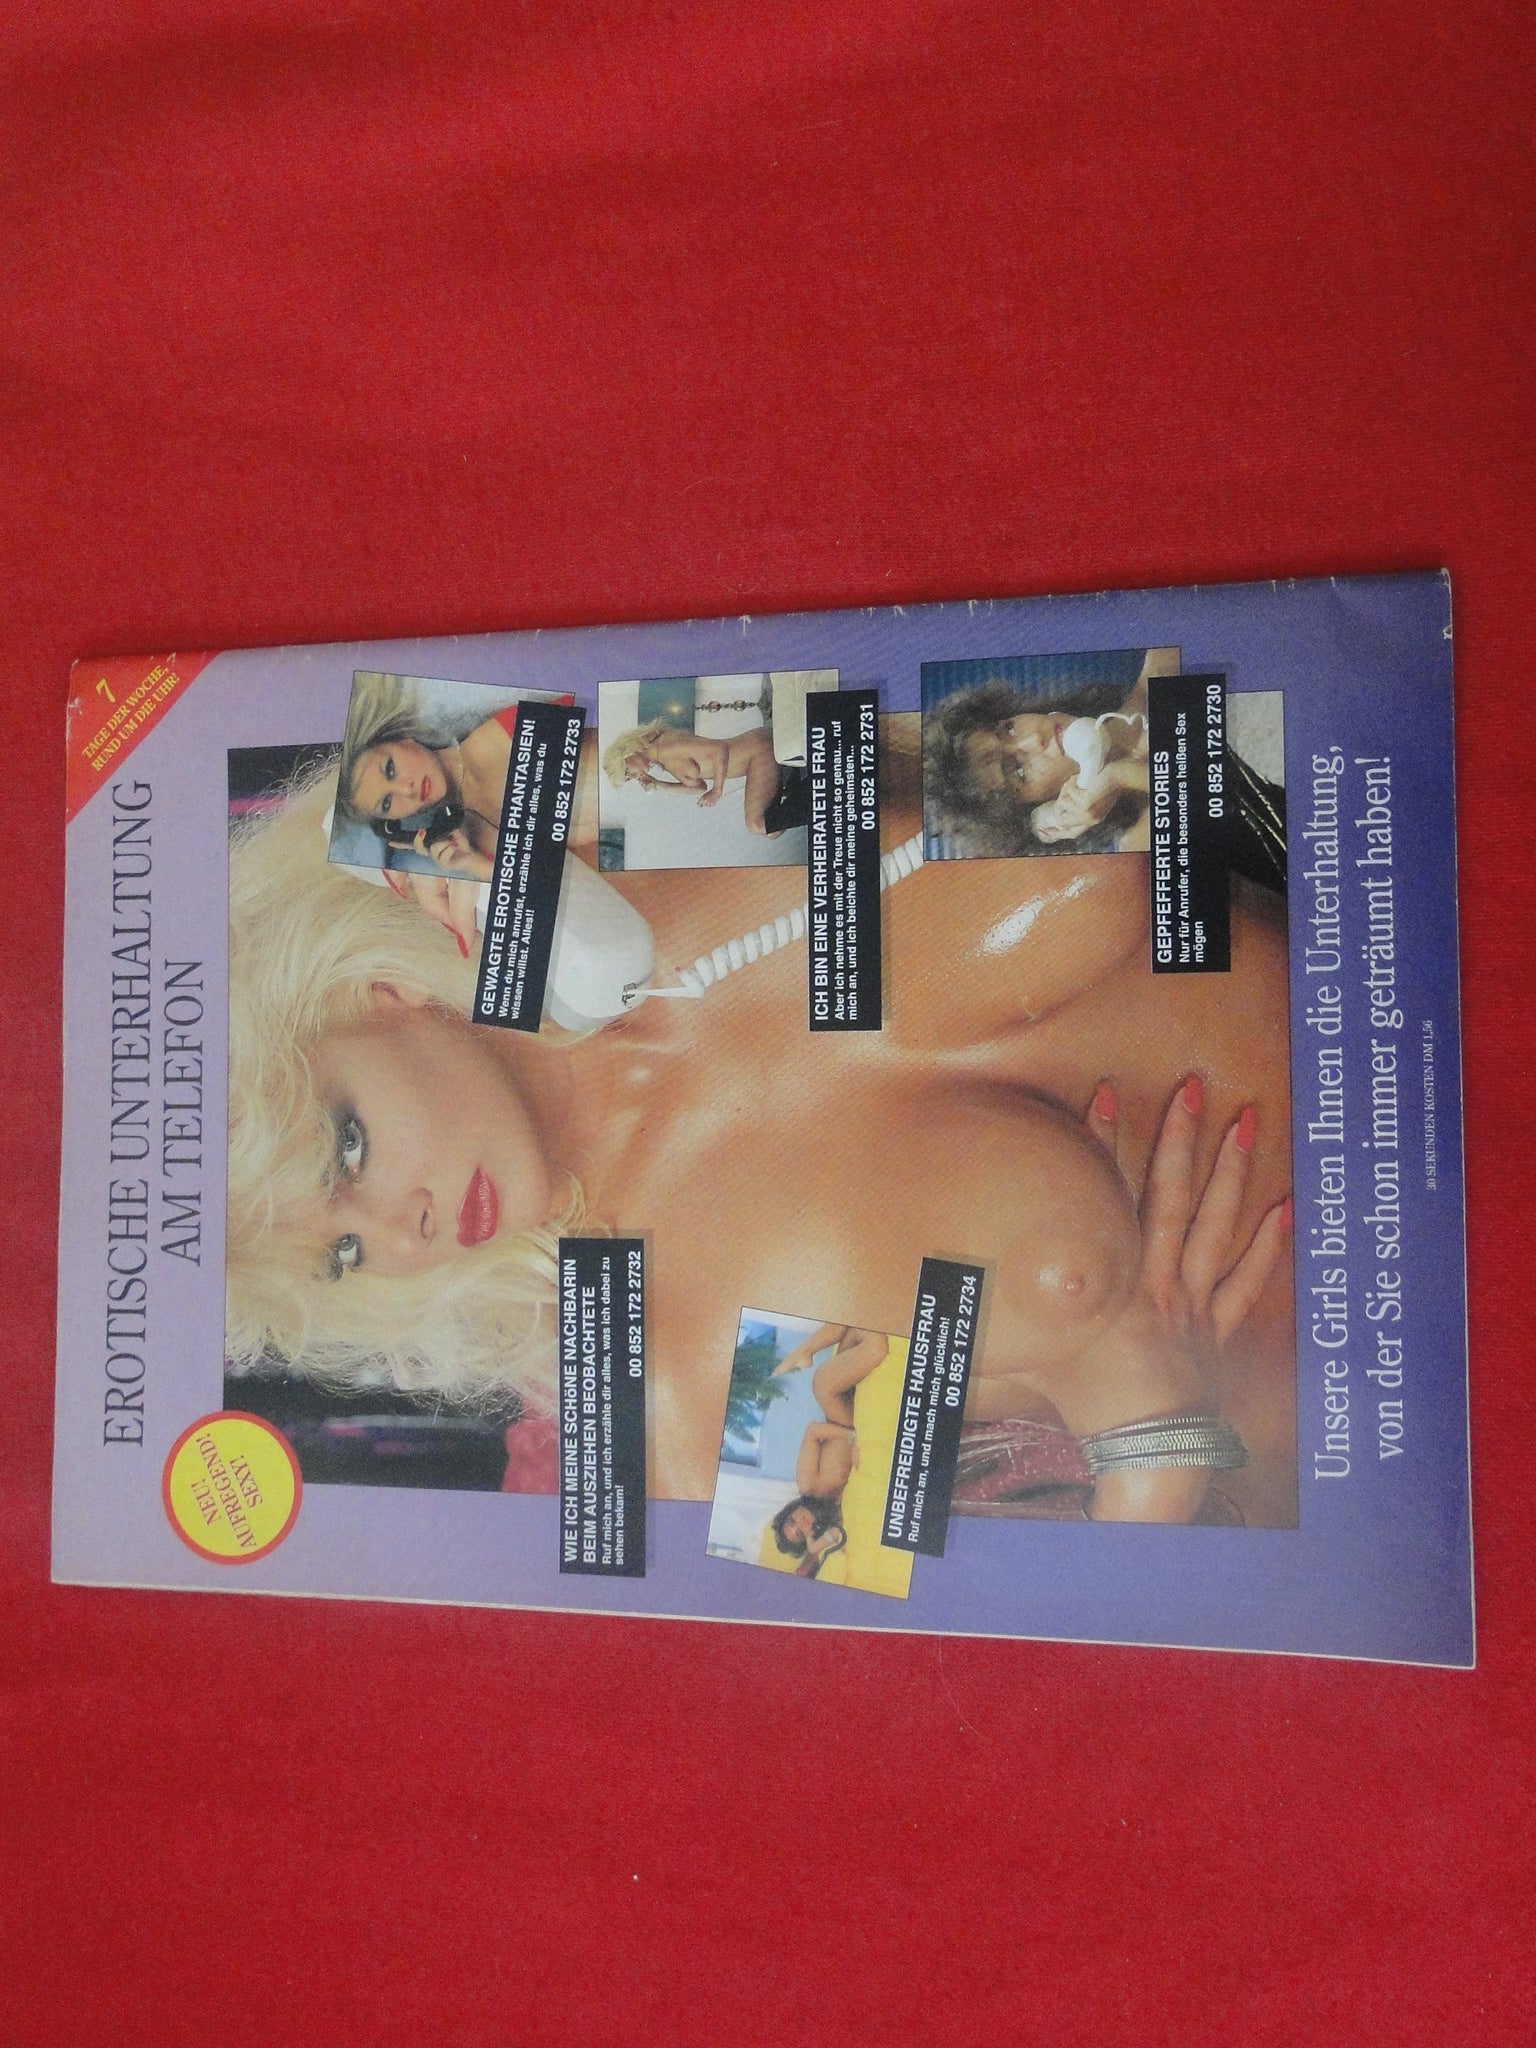 7
TAGE DER WOCHE,
RUND UM DIE UHR!
EROTISCHE UNTERHALTUNG
AM TELEFON
NEU!
AUFREGEND!
SEXY!
GEWAGTE EROTISCHE PHANTASIEN!
Wenn du mich anrufst, erzähle ich dir alles, was du
wissen willst. Alles!!
00 852 172 2733
WIE ICH MEINE SCHÖNE NACHBARIN
BEIM AUSZIEHEN BEOBACHTETE
Ruf mich an, und ich erzähle dir alles, was ich dabei zu
sehen bekam!
00 852 172 2732
ICH BIN EINE VERHEIRATETE FRAU
Aber ich nehme es mit der Treue nicht so genau... ruf
mich an, und ich beichte dir meine geheimsten...
00 852 172 2731
UNBEFREIDIGTE HAUSFRAU
Ruf mich an, und mach mich glücklich!
00 852 172 2734
GEPFEFFERTE STORIES
Nur für Anrufer, die besonders heißen Sex
mögen
00 852 172 2730
Unsere Girls bieten Ihnen die Unterhaltung,
von der Sie schon immer geträumt haben!
30 SEKUNDEN KOSTEN DM 1,56